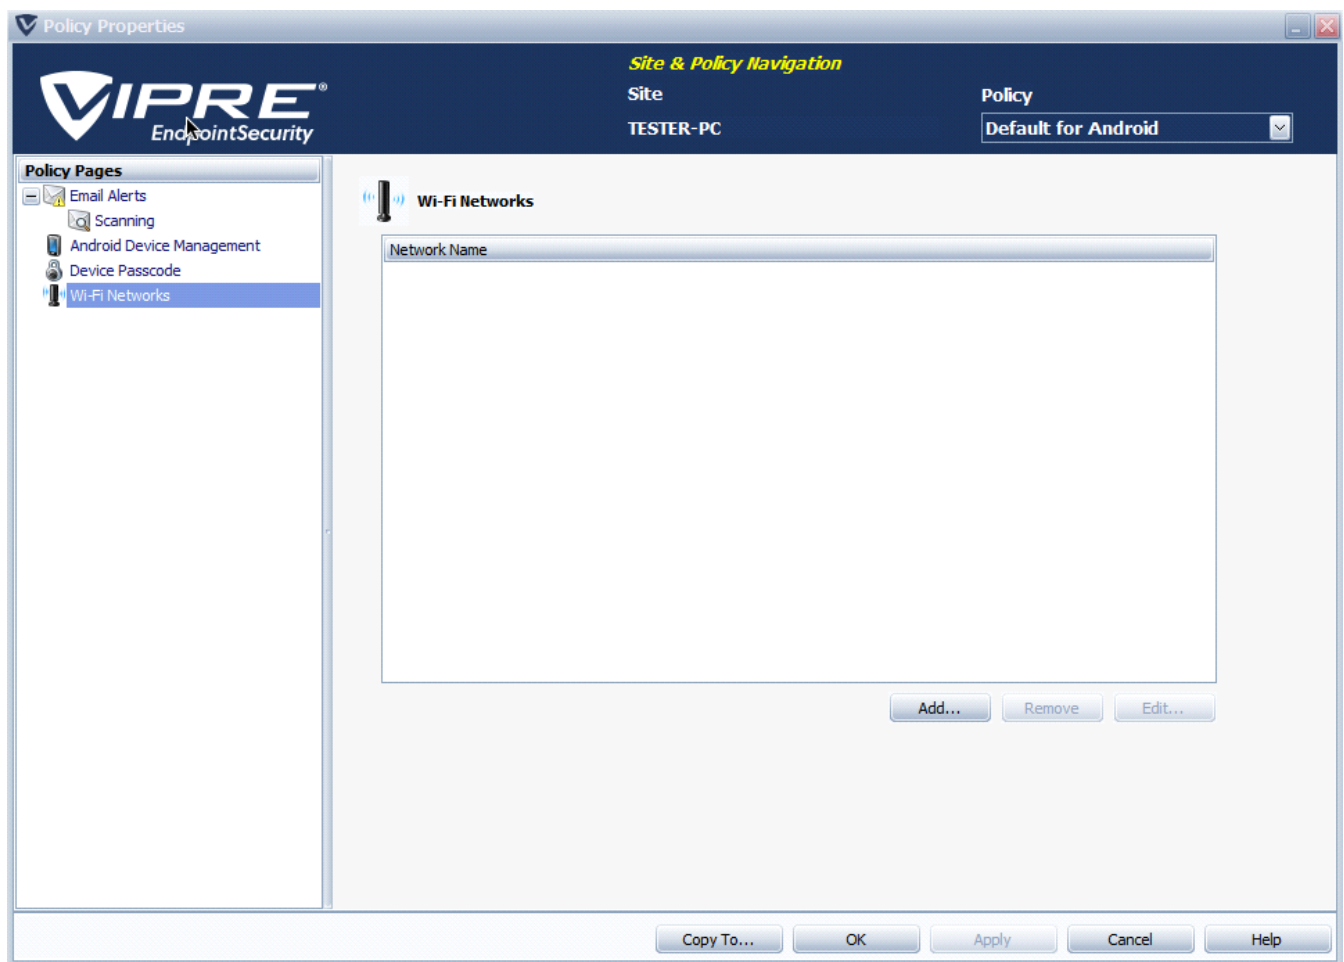 Policy Properties
VIPRE®
EndpointSecurity
Site & Policy Navigation
Site
Policy
TESTER-PC
Default for Android
Policy Pages
Email Alerts
Scanning
Android Device Management
Device Passcode
Wi-Fi Networks
Wi-Fi Networks
Network Name
Add...
Remove
Edit...
Copy To...
OK
Apply
Cancel
Help